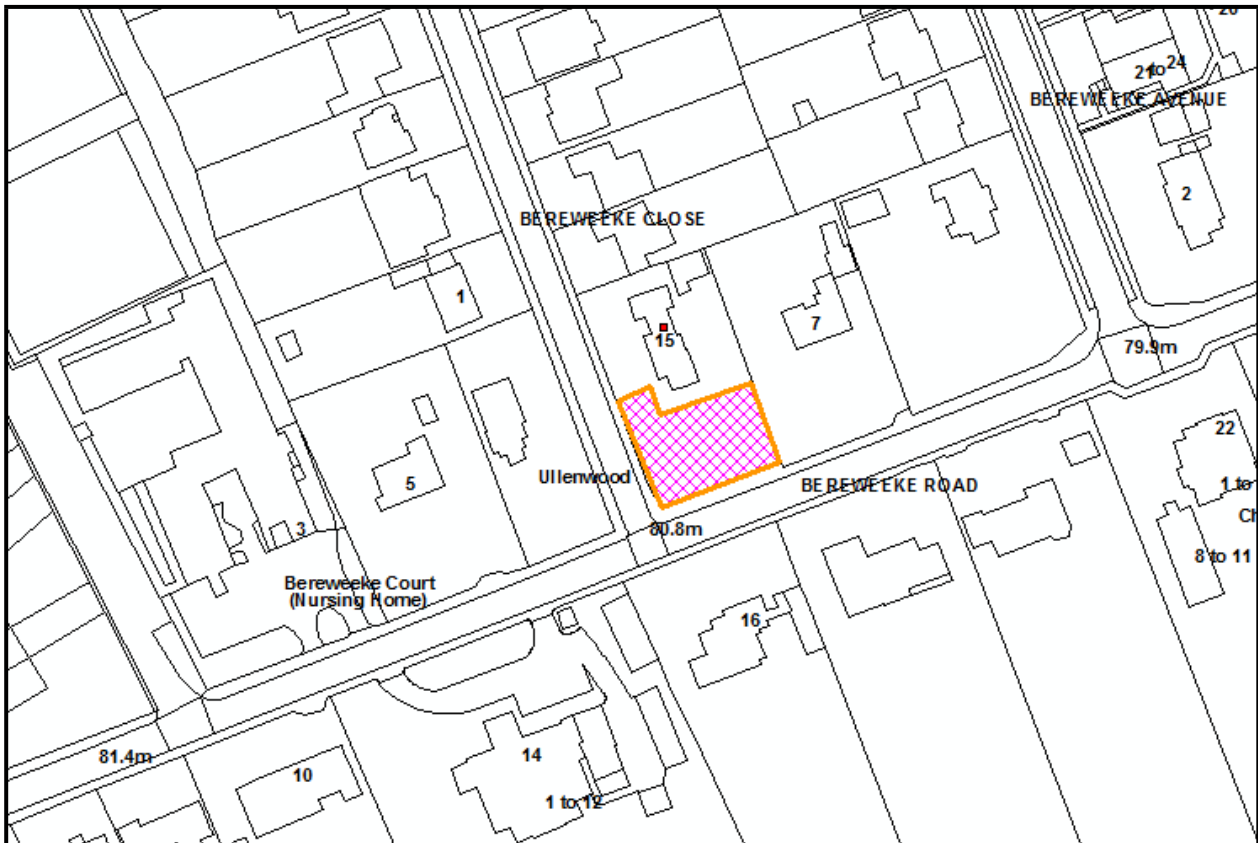 20
21 to 24
BEREWEEKE AVENUE
2
BEREWEEKE CLOSE
1
15
7
79.9m
22
Ullenwood
5
BEREWEEKE ROAD
1 to
Ch
3
80.8m
8 to 11
Bereweeke Court
(Nursing Home)
16
81.4m
10
14
1 to 12